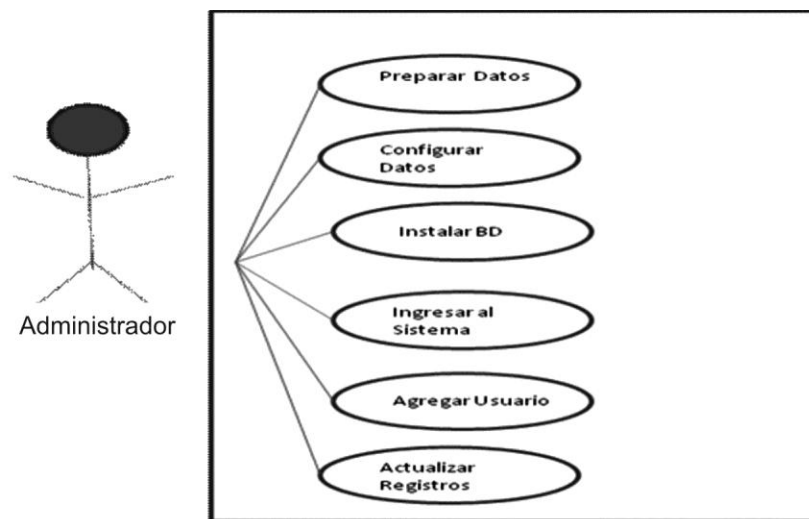 Preparar Datos
Configurar
Datos
Instalar BD
Ingresar al
Sistema
Administrador
Agregar Usuario
Actualizar
Registros